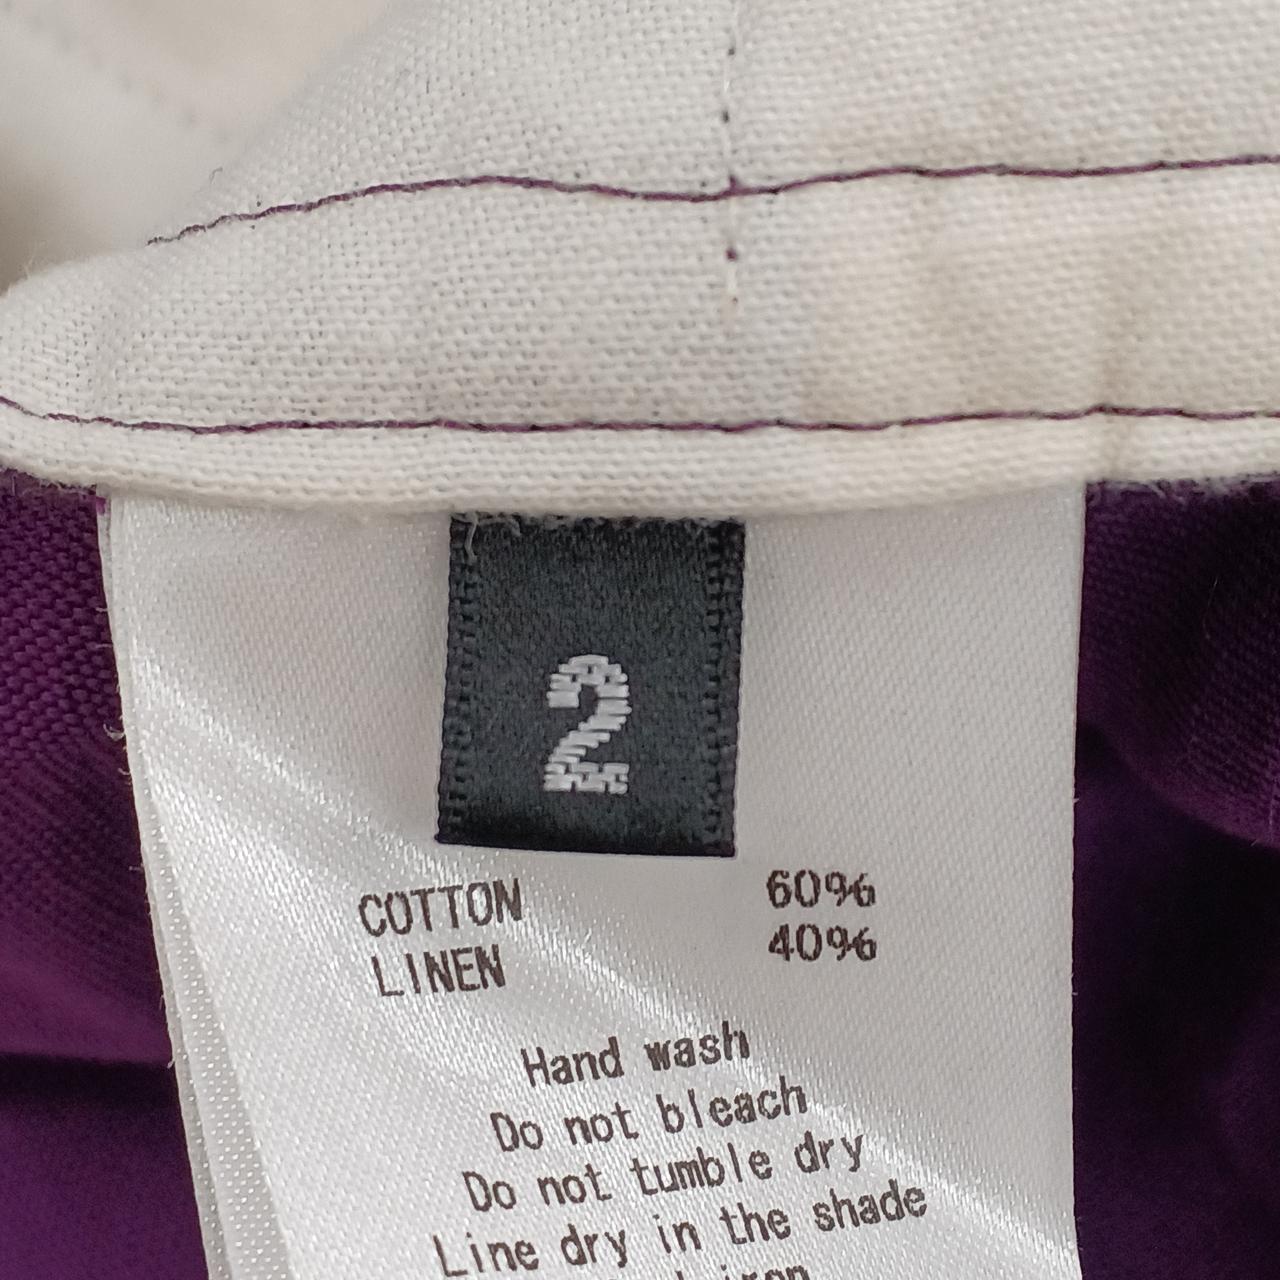 2
COTTON 60%
LINEN 40%
Hand wash
Do not bleach
Do not tumble dry
Line dry in the shade
iron